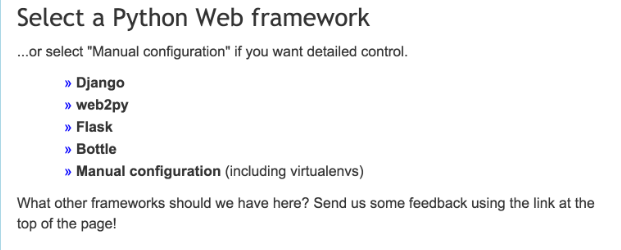 Select a Python Web framework
...or select "Manual configuration" if you want detailed control.
» Django
» web2py
» Flask
» Bottle
» Manual configuration (including virtualenvs)
What other frameworks should we have here? Send us some feedback using the link at the
top of the page!